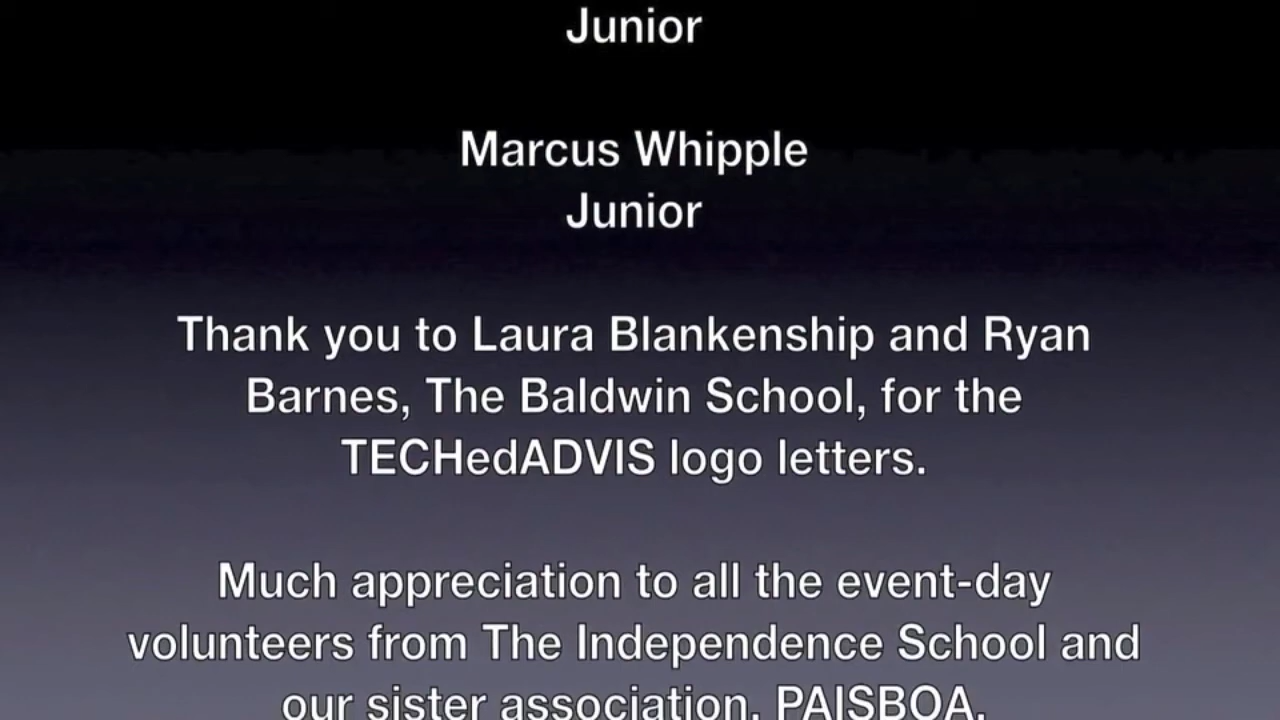 Junior
Marcus Whipple
Junior
Thank you to Laura Blankenship and Ryan
Barnes, The Baldwin School, for the
TECHedADVIS logo letters.
Much appreciation to all the event-day
volunteers from The Independence School and
our sister association, PAISBOA.